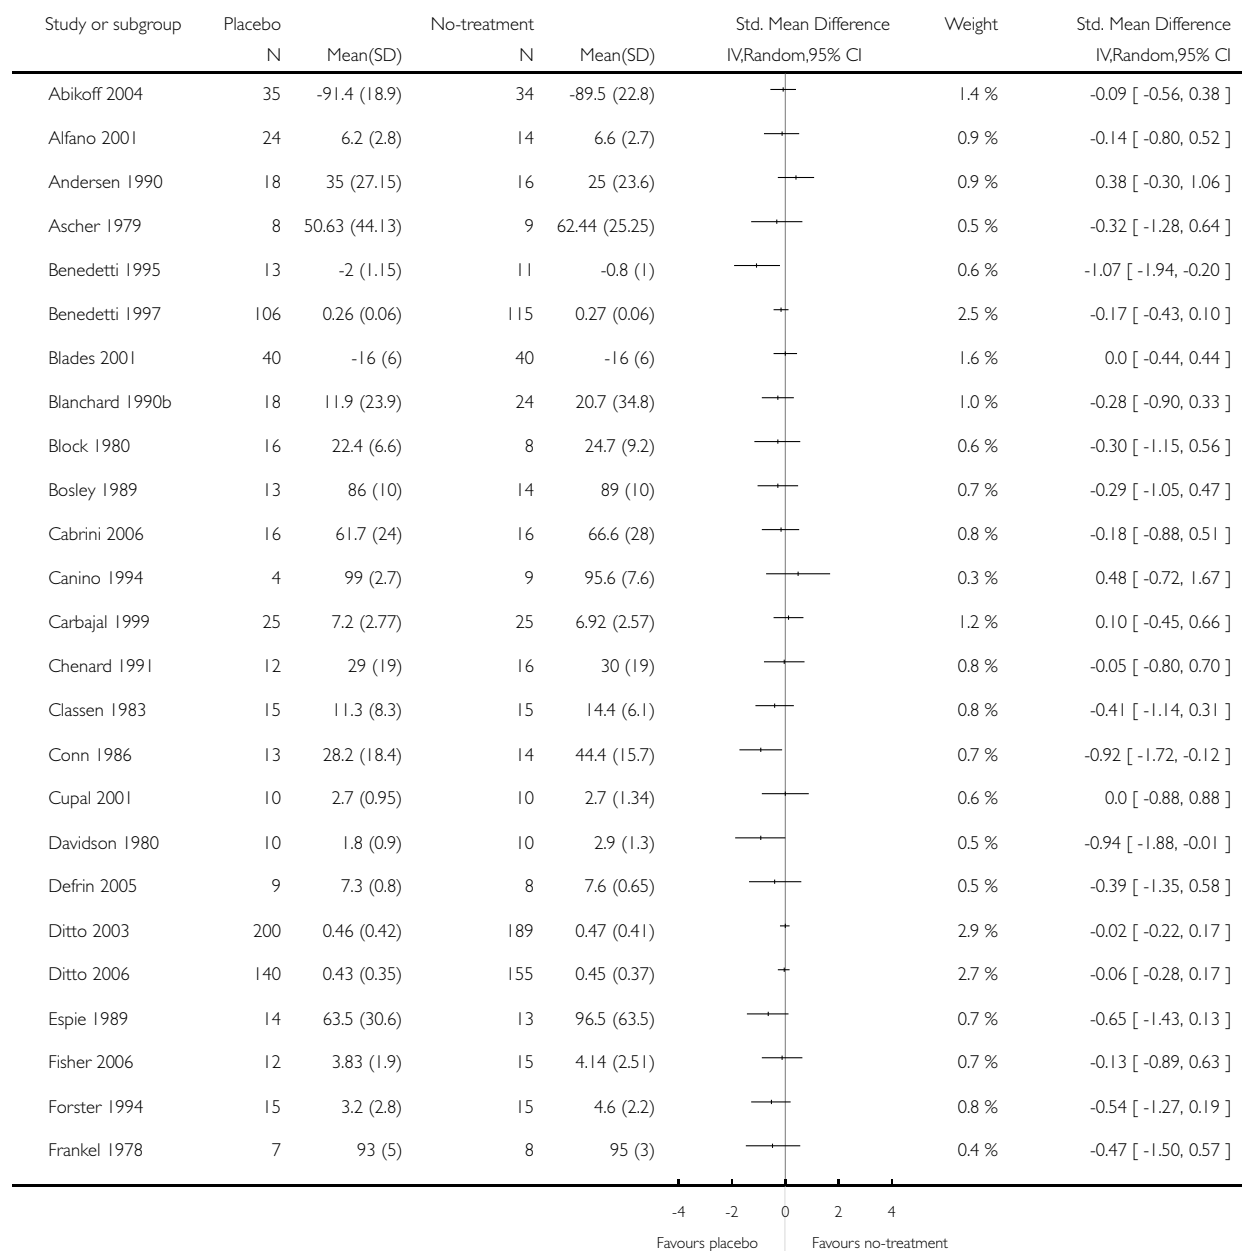 Study or subgroup Placebo No-treatment Std. Mean Difference Weight Std. Mean Difference
N Mean(SD) N Mean(SD) IV,Random,95% CI IV,Random,95% CI
Abikoff 2004 35 -91.4 (18.9) 34 -89.5 (22.8) 1.4 % -0.09 [ -0.56, 0.38 ]
Alfano 2001 24 6.2 (2.8) 14 6.6 (2.7) 0.9 % -0.14 [ -0.80, 0.52 ]
Andersen 1990 18 35 (27.15) 16 25 (23.6) 0.9 % 0.38 [ -0.30, 1.06 ]
Ascher 1979 8 50.63 (44.13) 9 62.44 (25.25) 0.5 % -0.32 [ -1.28, 0.64 ]
Benedetti 1995 13 -2 (1.15) 11 -0.8 (1) 0.6 % -1.07 [ -1.94, -0.20 ]
Benedetti 1997 106 0.26 (0.06) 115 0.27 (0.06) 2.5 % -0.17 [ -0.43, 0.10 ]
Blades 2001 40 -16 (6) 40 -16 (6) 1.6 % 0.0 [ -0.44, 0.44 ]
Blanchard 1990b 18 11.9 (23.9) 24 20.7 (34.8) 1.0 % -0.28 [ -0.90, 0.33 ]
Block 1980 16 22.4 (6.6) 8 24.7 (9.2) 0.6 % -0.30 [ -1.15, 0.56 ]
Bosley 1989 13 86 (10) 14 89 (10) 0.7 % -0.29 [ -1.05, 0.47 ]
Cabrini 2006 16 61.7 (24) 16 66.6 (28) 0.8 % -0.18 [ -0.88, 0.51 ]
Canino 1994 4 99 (2.7) 9 95.6 (7.6) 0.3 % 0.48 [ -0.72, 1.67 ]
Carbajal 1999 25 7.2 (2.77) 25 6.92 (2.57) 1.2 % 0.10 [ -0.45, 0.66 ]
Chenard 1991 12 29 (19) 16 30 (19) 0.8 % -0.05 [ -0.80, 0.70 ]
Classen 1983 15 11.3 (8.3) 15 14.4 (6.1) 0.8 % -0.41 [ -1.14, 0.31 ]
Conn 1986 13 28.2 (18.4) 14 44.4 (15.7) 0.7 % -0.92 [ -1.72, -0.12 ]
Cupal 2001 10 2.7 (0.95) 10 2.7 (1.34) 0.6 % 0.0 [ -0.88, 0.88 ]
Davidson 1980 10 1.8 (0.9) 10 2.9 (1.3) 0.5 % -0.94 [ -1.88, -0.01 ]
Defrin 2005 9 7.3 (0.8) 8 7.6 (0.65) 0.5 % -0.39 [ -1.35, 0.58 ]
Ditto 2003 200 0.46 (0.42) 189 0.47 (0.41) 2.9 % -0.02 [ -0.22, 0.17 ]
Ditto 2006 140 0.43 (0.35) 155 0.45 (0.37) 2.7 % -0.06 [ -0.28, 0.17 ]
Espie 1989 14 63.5 (30.6) 13 96.5 (63.5) 0.7 % -0.65 [ -1.43, 0.13 ]
Fisher 2006 12 3.83 (1.9) 15 4.14 (2.51) 0.7 % -0.13 [ -0.89, 0.63 ]
Forster 1994 15 3.2 (2.8) 15 4.6 (2.2) 0.8 % -0.54 [ -1.27, 0.19 ]
Frankel 1978 7 93 (5) 8 95 (3) 0.4 % -0.47 [ -1.50, 0.57 ]
-4 -2 0 2 4
Favours placebo Favours no-treatment